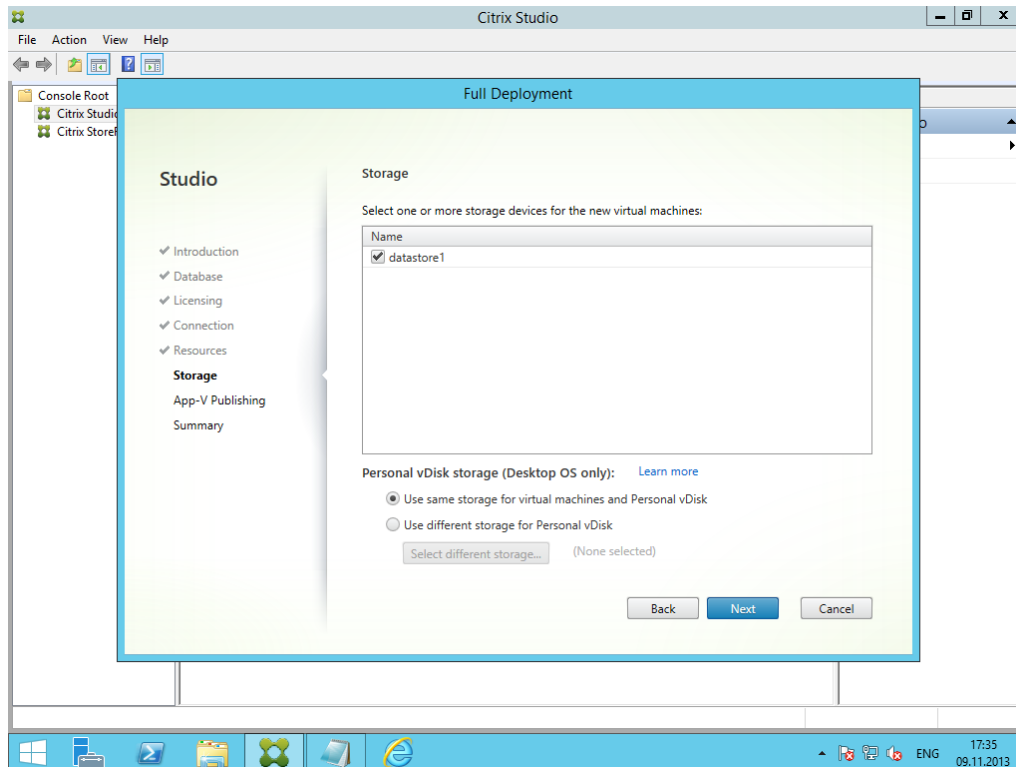 Citrix Studio
File Action View Help
Console Root
Citrix Studio
Citrix StoreF
Full Deployment
Studio
Introduction
Database
Licensing
Connection
Resources
Storage
App-V Publishing
Summary
Storage
Select one or more storage devices for the new virtual machines:
Name
datastore1
Personal vDisk storage (Desktop OS only): Learn more
Use same storage for virtual machines and Personal vDisk
Use different storage for Personal vDisk
Select different storage... (None selected)
Back Next Cancel
ENG
17:35
09.11.2013